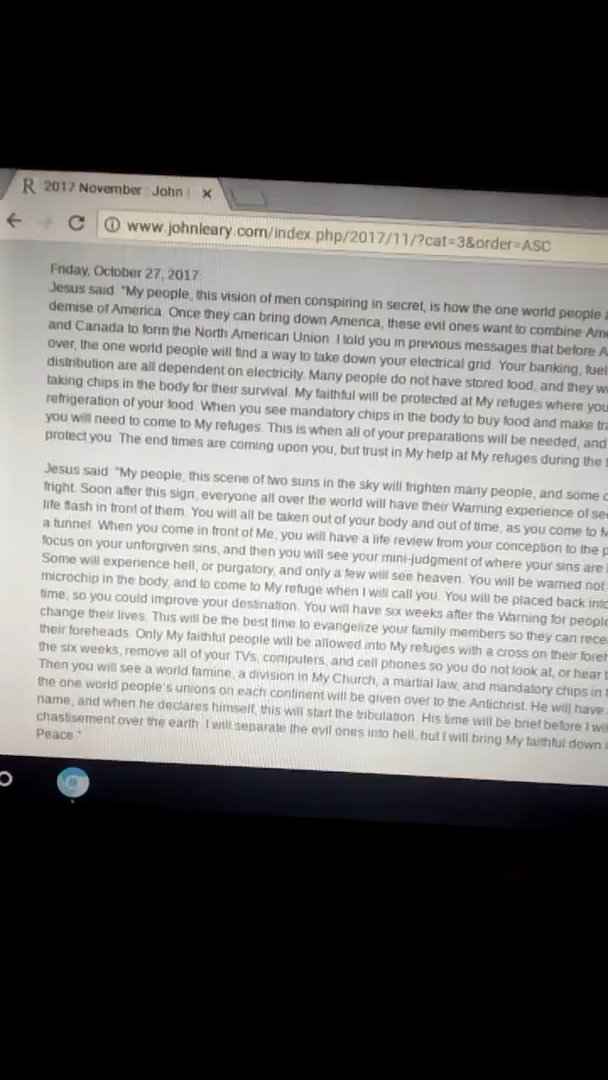 2017 November : John
www.johnleary.com/index.php/2017/11/?cat=3&order=ASC
Friday, October 27, 2017:
Jesus said: "My people, this vision of men conspiring in secret, is how the one world people
demise of America. Once they can bring down America, these evil ones want to combine
and Canada to form the North American Union. I told you in previous messages that before
over, the one world people will find a way to take down your electrical grid. Your banking, fuel
distribution are all dependent on electricity. Many people do not have stored food, and they
taking chips in the body for their survival. My faithful will be protected at My refuges where you
refrigeration of your food. When you see mandatory chips in the body to buy food and make
you will need to come to My refuges. This is when all of your preparations will be needed, and
protect you. The end times are coming upon you, but trust in My help at My refuges during the
Jesus said: "My people, this scene of two suns in the sky will frighten many people, and some
fright. Soon after this sign, everyone all over the world will have their Warning experience of
life flash in front of them. You will all be taken out of your body and out of time, as you come to
a tunnel. When you come in front of Me, you will have a life review from your conception to the
focus on your unforgiven sins, and then you will see your mini-judgment of where your sins are
Some will experience hell, or purgatory, and only a few will see heaven. You will be warned not
microchip in the body, and to come to My refuge when I will call you. You will be placed back into
time, so you could improve your destination. You will have six weeks after the Warning for people
change their lives. This will be the best time to evangelize your family members so they can
their foreheads. Only My faithful people will be allowed into My refuges with a cross on their
the six weeks, remove all of your TVs, computers, and cell phones so you do not look at, or hear
Then you will see a world famine, a division in My Church, a martial law, and mandatory chips in
the one world people's unions on each continent will be given over to the Antichrist. He will have
name, and when he declares himself, this will start the tribulation. His time will be brief before I
chastisement over the earth. I will separate the evil ones into hell, but I will bring My faithful down
Peace."